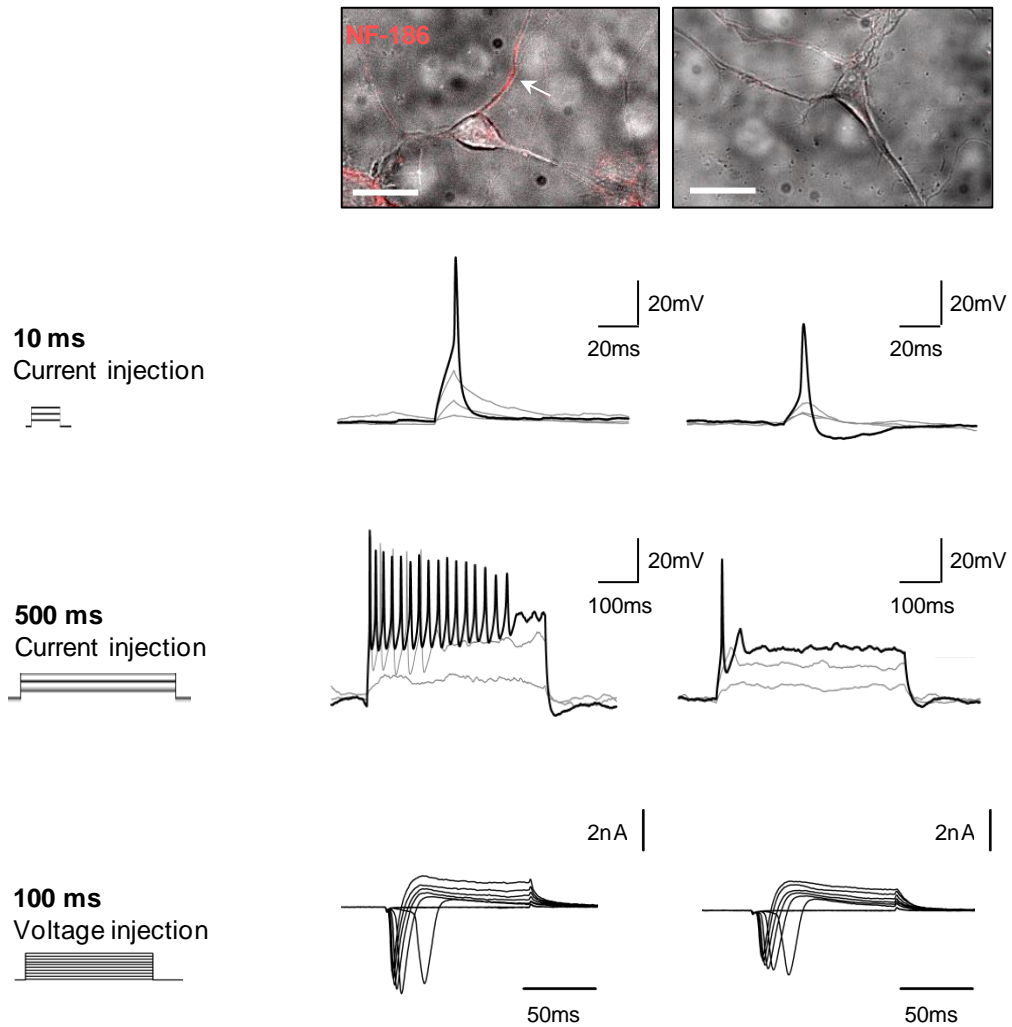 NF-186
10 ms
Current injection
20mV
20ms
20mV
20ms
500 ms
Current injection
20mV
100ms
20mV
100ms
2nA
2nA
100 ms
Voltage injection
50ms
50ms